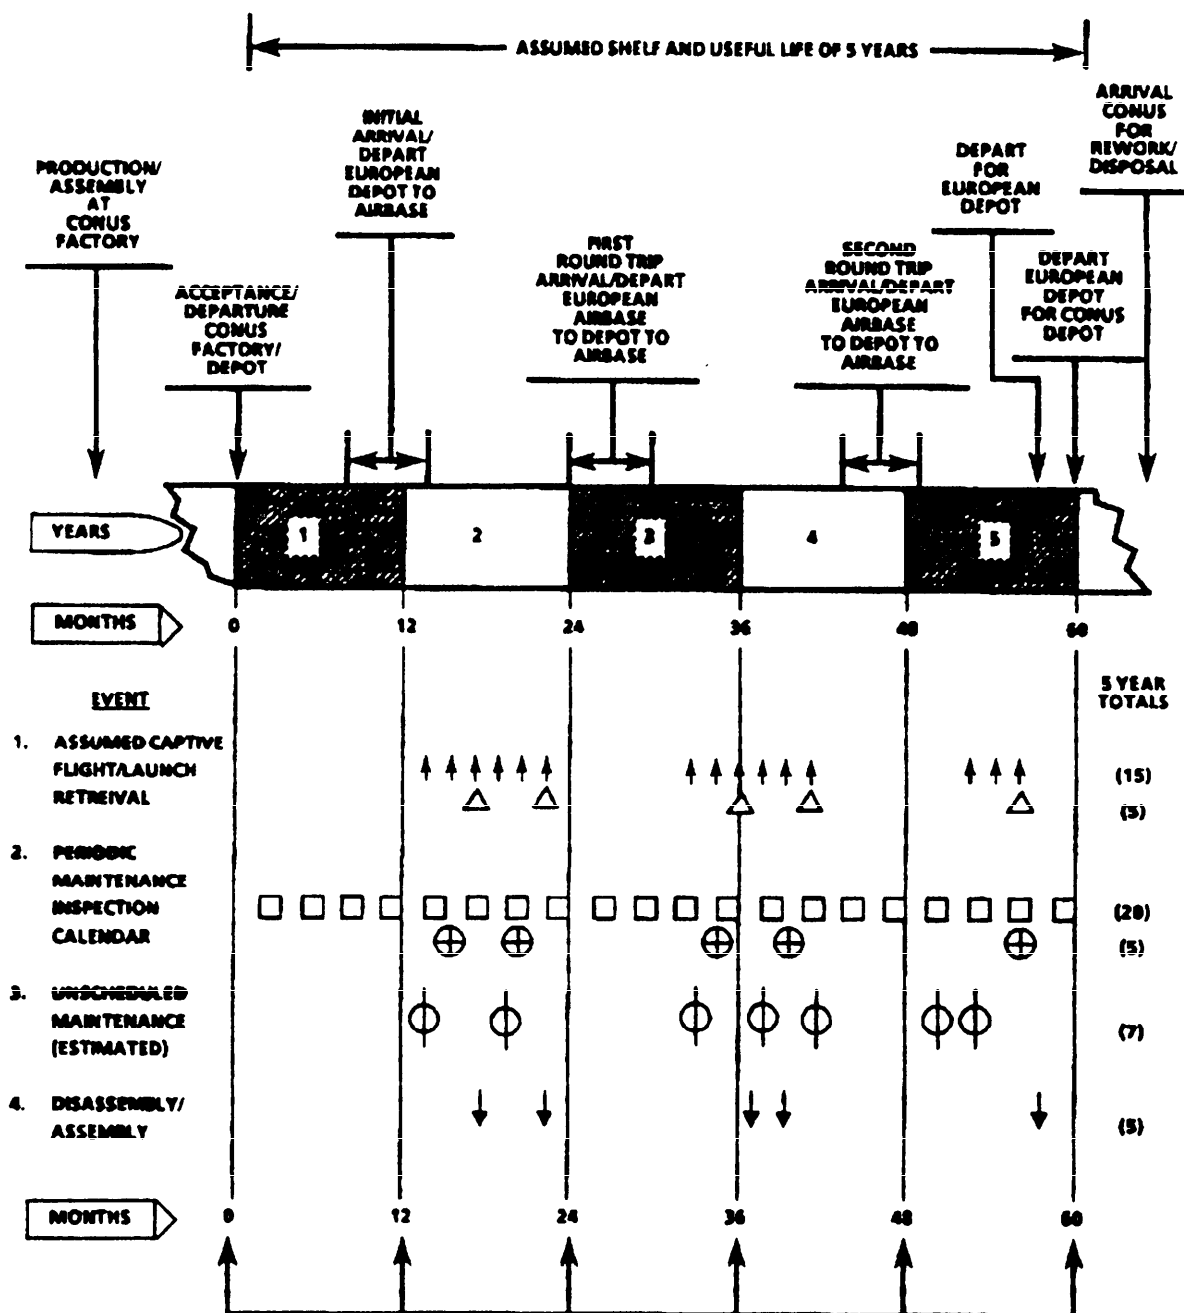 ASSUMED SHELF AND USEFUL LIFE OF 5 YEARS
PRODUCTION/
ASSEMBLY
AT
CONUS
FACTORY
ACCEPTANCE/
DEPARTURE
CONUS
FACTORY/
DEPOT
INITIAL
ARRIVAL/
DEPART
EUROPEAN
DEPOT TO
AIRBASE
FIRST
ROUND TRIP
ARRIVAL/DEPART
EUROPEAN
AIRBASE
TO DEPOT TO
AIRBASE
SECOND
ROUND TRIP
ARRIVAL/DEPART
EUROPEAN
AIRBASE
TO DEPOT TO
AIRBASE
DEPART
FOR
EUROPEAN
DEPOT
DEPART
EUROPEAN
DEPOT
FOR CONUS
DEPOT
ARRIVAL
CONUS
FOR
REWORK/
DISPOSAL
YEARS 1 2 3 4 5
MONTHS 0 12 24 36 48 60
EVENT
5 YEAR
TOTALS
1. ASSUMED CAPTIVE
FLIGHT/LAUNCH (15)
RETREIVAL (5)
2. PERIODIC
MAINTENANCE
INSPECTION (20)
CALENDAR (5)
3. UNSCHEDULED
MAINTENANCE (7)
(ESTIMATED)
4. DISASSEMBLY/
ASSEMBLY (5)
MONTHS 0 12 24 36 48 60